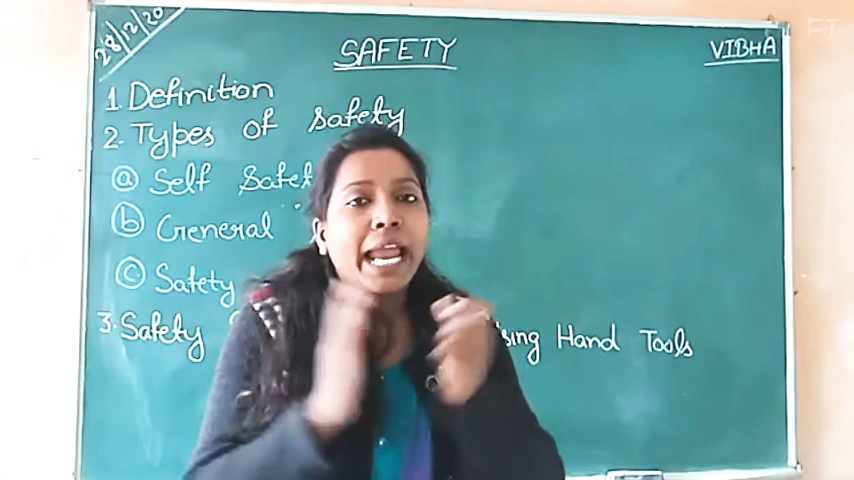 28/12/20
SAFETY
VIBHA
1. Definition
2. Types of safety
(a) Self Safet
(b) General
(c) Safety
3. Safety sing Hand Tools
FT